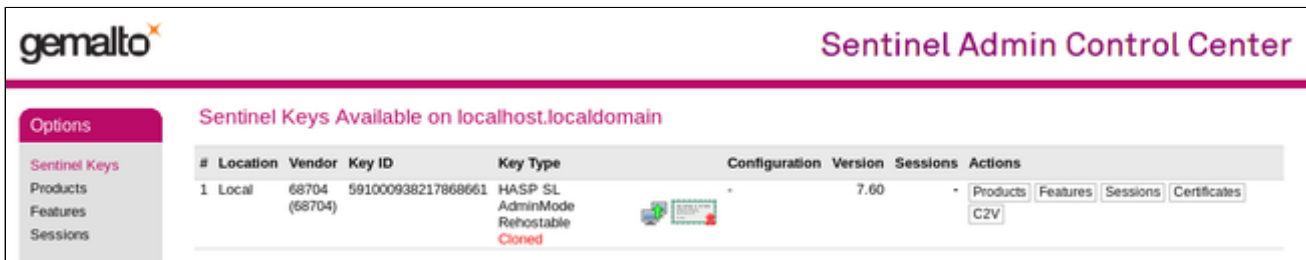 gemalto
Sentinel Admin Control Center
Options
Sentinel Keys
Products
Features
Sessions
Sentinel Keys Available on localhost.localdomain
# Location Vendor Key ID Key Type Configuration Version Sessions Actions
1 Local 68704 591000938217868661 HASP SL - 7.60 - Products Features Sessions Certificates
(68704) AdminMode C2V
Rehostable
Cloned